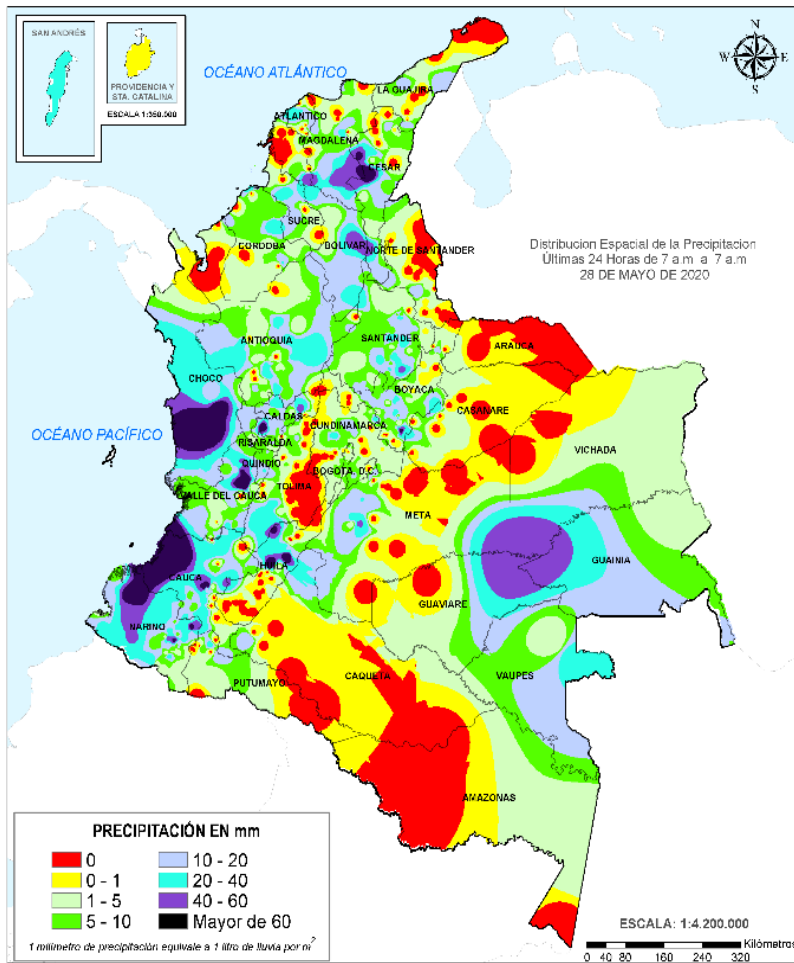 SAN ANDRÉS
PROVIDENCIA Y
STA. CATALINA
ESCALA 1:350.000
OCÉANO ATLÁNTICO
N
W
E
S
LA GUAJIRA
ATLANTICO
MAGDALENA
CESAR
SUCRE
CORDOBA
BOLIVAR
NORTE DE SANTANDER
Distribucion Espacial de la Precipitacion
Últimas 24 Horas de 7 a.m a 7 a.m
28 DE MAYO DE 2020
ANTIOQUIA
SANTANDER
ARAUCA
CHOCO
BOYACA
CASANARE
CALDAS
CUNDINAMARCA
OCÉANO PACÍFICO
RISARALDA
VICHADA
QUINDIO
BOGOTA, D.C.
TOLIMA
VALLE DEL CAUCA
META
GUAINIA
HUILA
CAUCA
GUAVIARE
NARIÑO
CAQUETA
VAUPES
PUTUMAYO
AMAZONAS
PRECIPITACIÓN EN mm
0
10 - 20
0 - 1
20 - 40
1 - 5
40 - 60
5 - 10
Mayor de 60
1 milímetro de precipitación equivale a 1 litro de lluvia por m²
ESCALA: 1:4.200.000
Kilómetros
0 40 80 160 240 320